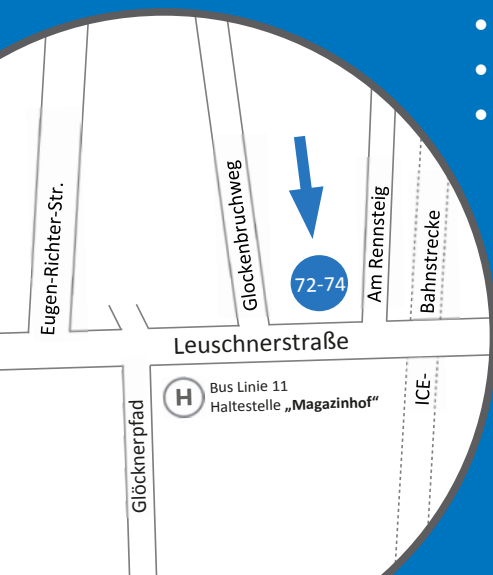 Eugen-Richter-Str.
Glockenbruchweg
72-74
Am Rennsteig
Bahnstrecke
Leuschnerstraße
ICE-
H
Bus Linie 11
Haltestelle „Magazinhof“
Glöcknerpfad